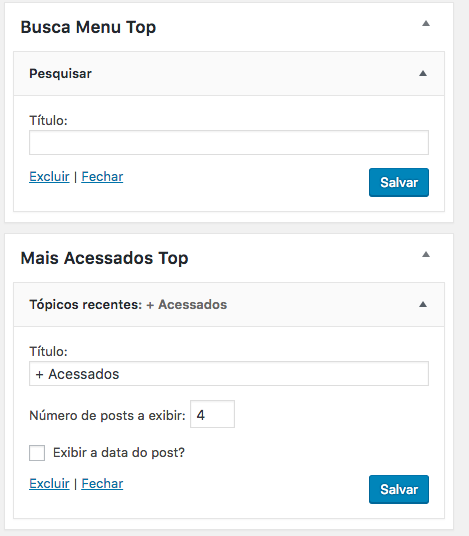 Busca Menu Top
Pesquisar
Título:
Excluir | Fechar
Salvar
Mais Acessados Top
Tópicos recentes: + Acessados
Título:
+ Acessados
Número de posts a exibir: 4
Exibir a data do post?
Excluir | Fechar
Salvar